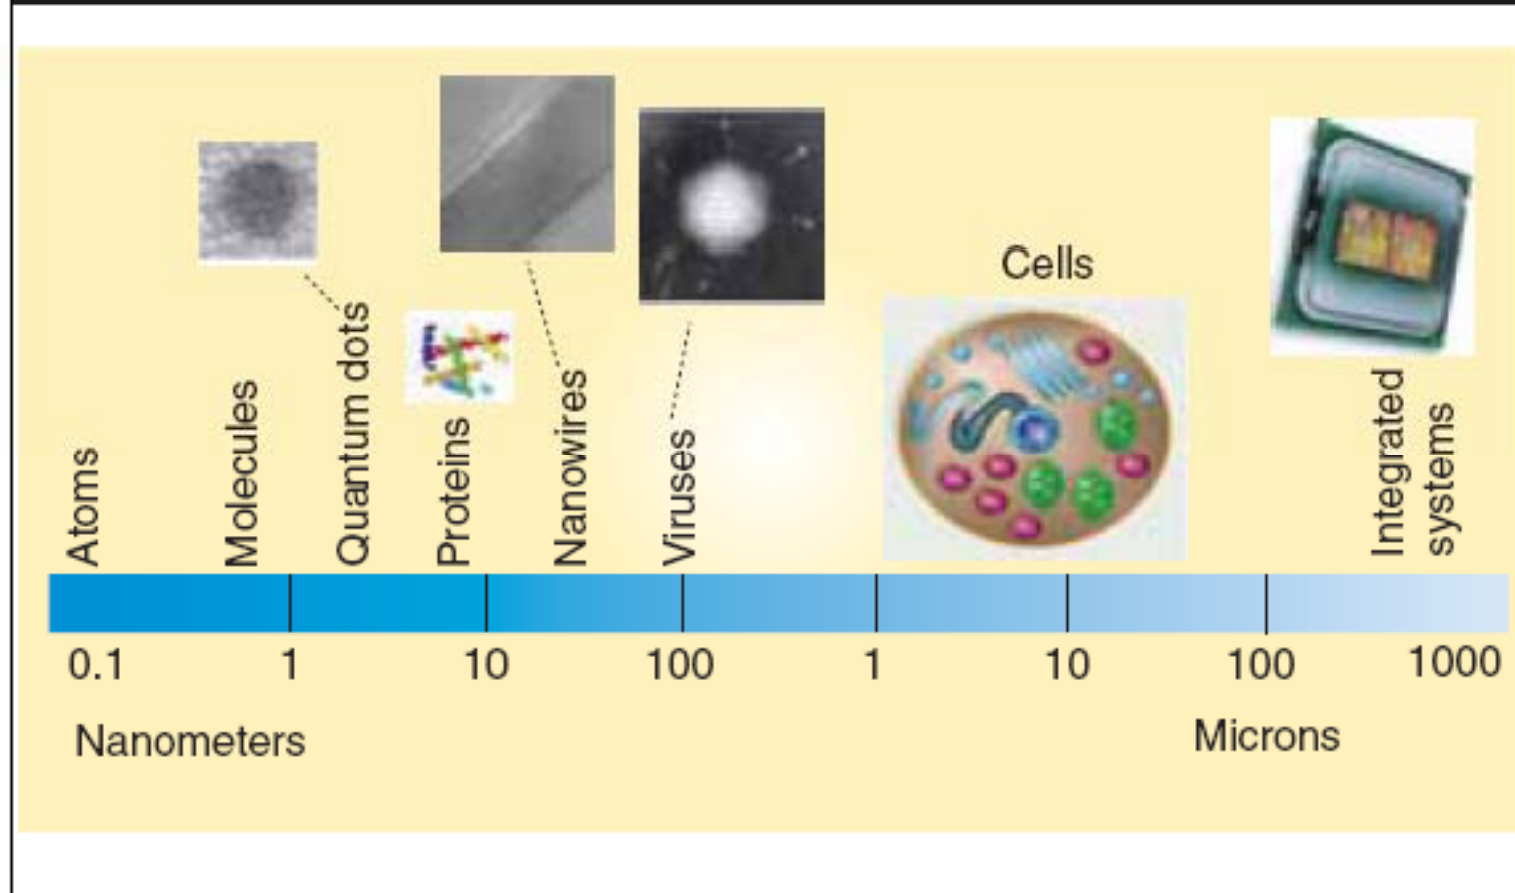 Cells
Atoms
Molecules
Quantum dots
Proteins
Nanowires
Viruses
Integrated
systems
0.1 1 10 100 1 10 100 1000
Nanometers Microns